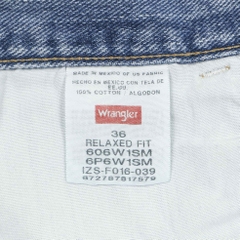 MADE IN MEXICO OF US FABRIC
HECHO EN MEXICO CON TELA DE
EE.UU.
100% COTTON · ALGODON
Wrangler
36
RELAXED FIT
606W1SM
6P6W1SM
IZS-F016-039
872787817579